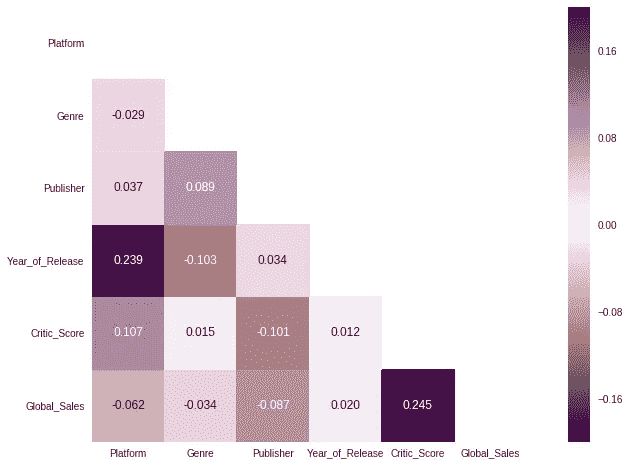 Platform
Genre -0.029
Publisher 0.037 0.089
Year_of_Release 0.239 -0.103 0.034
Critic_Score 0.107 0.015 -0.101 0.012
Global_Sales -0.062 -0.034 -0.087 0.020 0.245
Platform Genre Publisher Year_of_Release Critic_Score Global_Sales
0.16
0.08
0.00
-0.08
-0.16